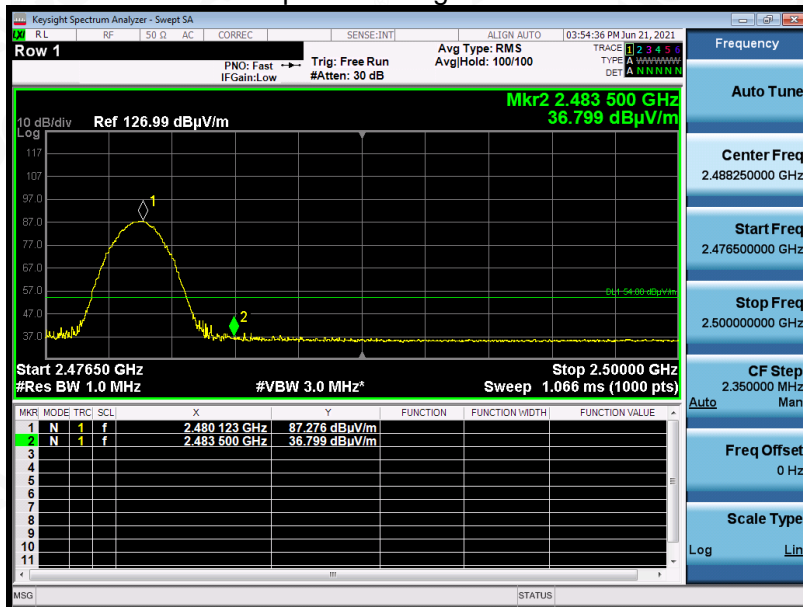 Keysight Spectrum Analyzer - Swept SA
RL RF 50 Ω AC CORREC SENSE:INT ALIGN AUTO 03:54:36 PM Jun 21, 2021
Row 1
PNO: Fast
IFGain:Low
Trig: Free Run
#Atten: 30 dB
Avg Type: RMS
Avg|Hold: 100/100
TRACE 1 2 3 4 5 6
TYPE A WWWWW
DET A N N N N N
Mkr2 2.483 500 GHz
36.799 dBµV/m
10 dB/div Ref 126.99 dBµV/m
Log
117
107
97.0
87.0
77.0
67.0
57.0
47.0
37.0
1
2
DL1 54.00 dBµV/m
Start 2.47650 GHz Stop 2.50000 GHz
#Res BW 1.0 MHz #VBW 3.0 MHz* Sweep 1.066 ms (1000 pts)
MKR MODE TRC SCL X Y FUNCTION FUNCTION WIDTH FUNCTION VALUE
1 N 1 f 2.480 123 GHz 87.276 dBµV/m
2 N 1 f 2.483 500 GHz 36.799 dBµV/m
3
4
5
6
7
8
9
10
11
MSG STATUS
Frequency
Auto Tune
Center Freq
2.488250000 GHz
Start Freq
2.476500000 GHz
Stop Freq
2.500000000 GHz
CF Step
2.350000 MHz
Auto Man
Freq Offset
0 Hz
Scale Type
Log Lin